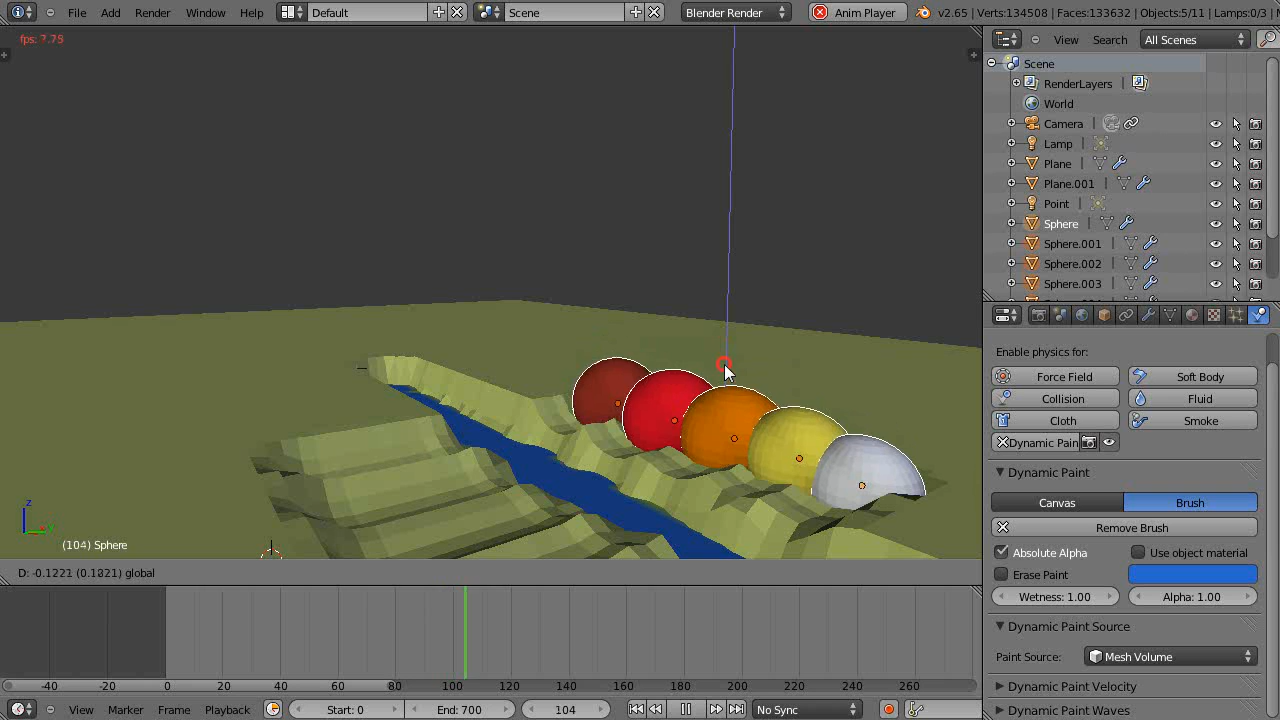 File Add Render Window Help Default Scene Blender Render Anim Player v2.65 | Verts:134508 | Faces:133632 | Objects:5/11 | Lamps:0/3 |
fps: 7.75
View Search All Scenes
Scene
RenderLayers
World
Camera
Lamp
Plane
Plane.001
Point
Sphere
Sphere.001
Sphere.002
Sphere.003
Enable physics for:
Force Field Soft Body
Collision Fluid
Cloth Smoke
Dynamic Pain
Dynamic Paint
Canvas Brush
Remove Brush
Absolute Alpha Use object material
Erase Paint
Wetness: 1.00 Alpha: 1.00
Dynamic Paint Source
Paint Source: Mesh Volume
Dynamic Paint Velocity
Dynamic Paint Waves
z
(104) Sphere
D: -0.1221 (0.1221) global
-40 -20 0 20 40 60 80 100 120 140 160 180 200 220 240 260
View Marker Frame Playback Start: 0 End: 700 104 No Sync